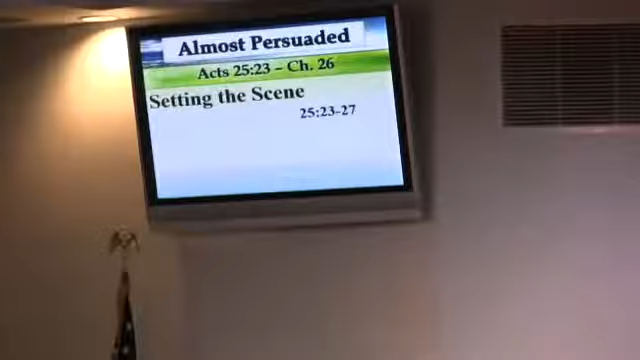 Almost Persuaded
Acts 25:23 – Ch. 26
Setting the Scene
25:23-27